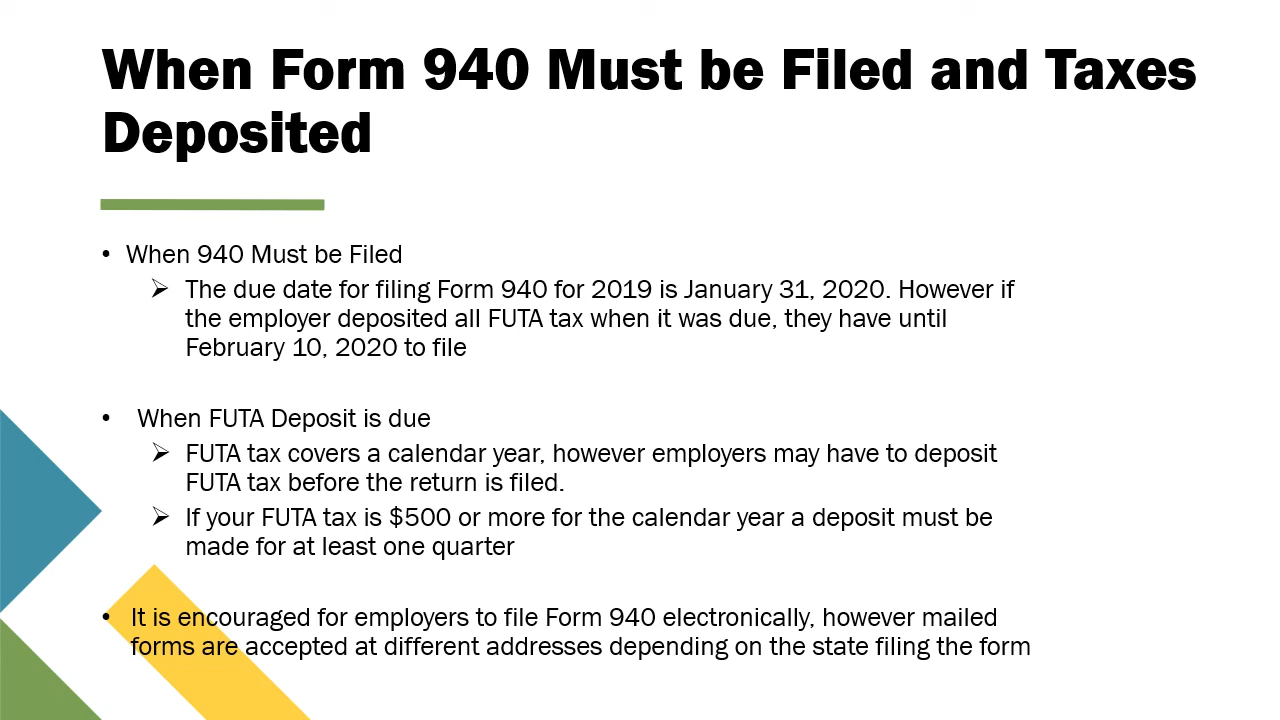 When Form 940 Must be Filed and Taxes
Deposited
• When 940 Must be Filed
➢ The due date for filing Form 940 for 2019 is January 31, 2020. However if
the employer deposited all FUTA tax when it was due, they have until
February 10, 2020 to file
• When FUTA Deposit is due
➢ FUTA tax covers a calendar year, however employers may have to deposit
FUTA tax before the return is filed.
➢ If your FUTA tax is $500 or more for the calendar year a deposit must be
made for at least one quarter
• It is encouraged for employers to file Form 940 electronically, however mailed
forms are accepted at different addresses depending on the state filing the form